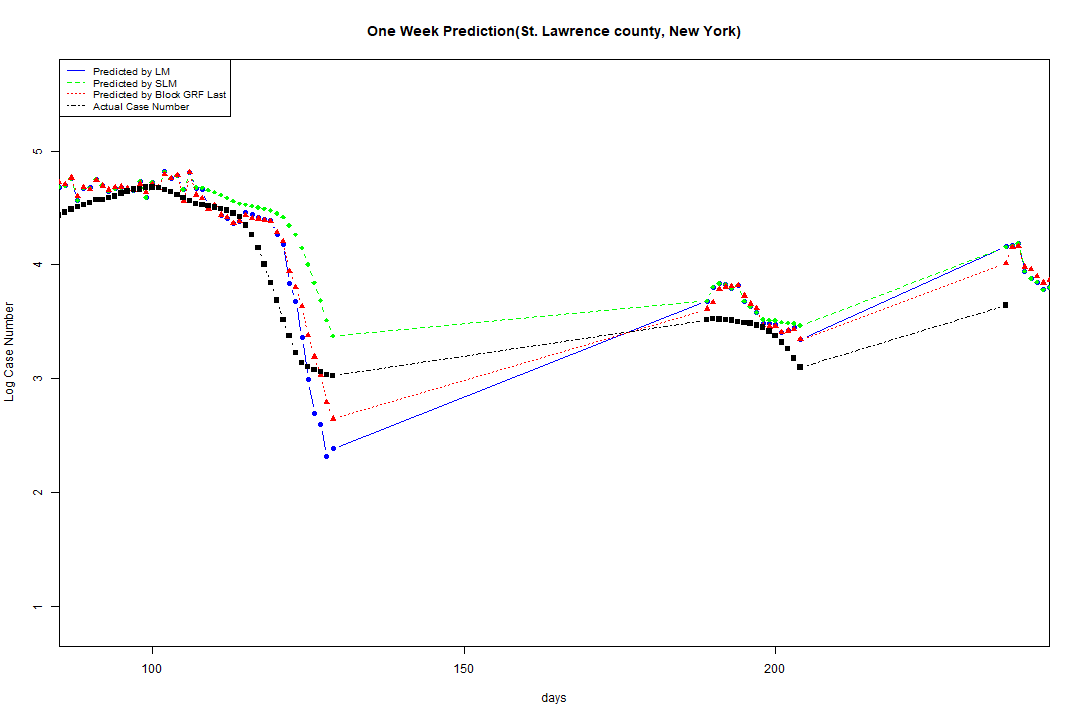 One Week Prediction(St. Lawrence county, New York)
Predicted by LM
Predicted by SLM
Predicted by Block GRF Last
Actual Case Number
5
4
3
2
1
Log Case Number
100 150 200
days